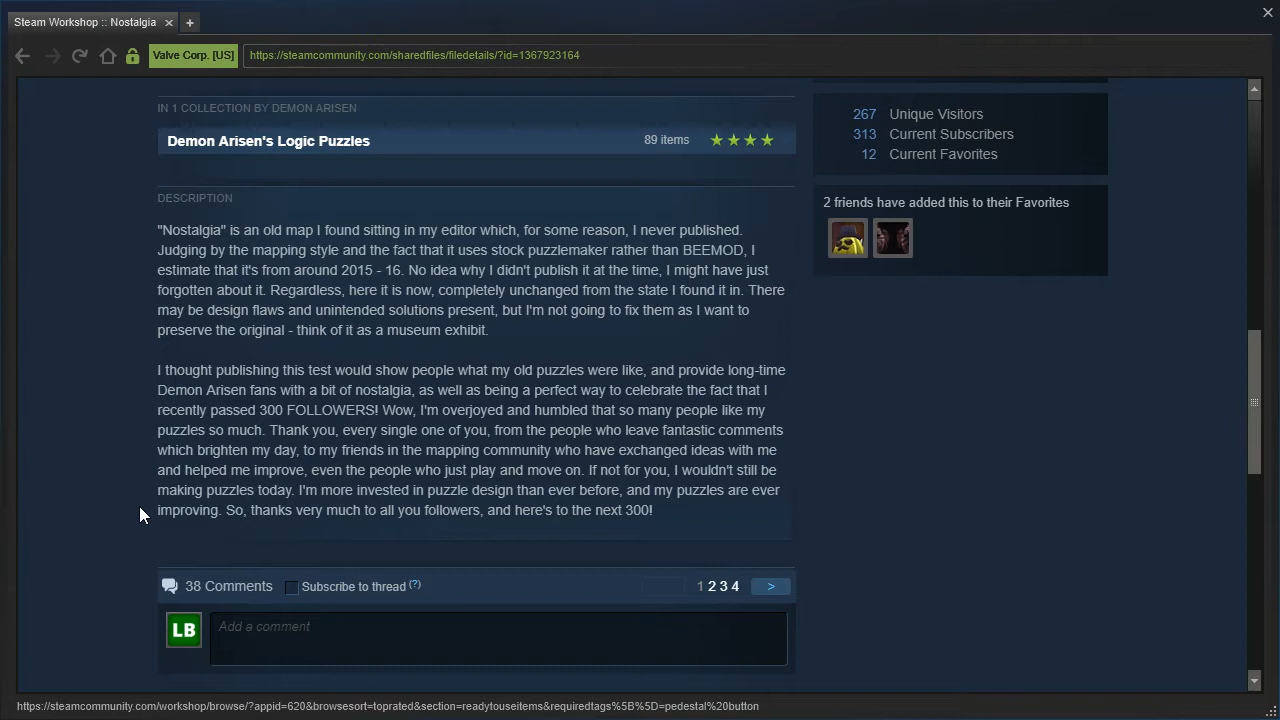 Steam Workshop :: Nostalgia × +
×
Valve Corp. [US] https://steamcommunity.com/sharedfiles/filedetails/?id=1367923164
IN 1 COLLECTION BY DEMON ARISEN
Demon Arisen's Logic Puzzles 89 items
DESCRIPTION
"Nostalgia" is an old map I found sitting in my editor which, for some reason, I never published.
Judging by the mapping style and the fact that it uses stock puzzlemaker rather than BEEMOD, I
estimate that it's from around 2015 - 16. No idea why I didn't publish it at the time, I might have just
forgotten about it. Regardless, here it is now, completely unchanged from the state I found it in. There
may be design flaws and unintended solutions present, but I'm not going to fix them as I want to
preserve the original - think of it as a museum exhibit.
I thought publishing this test would show people what my old puzzles were like, and provide long-time
Demon Arisen fans with a bit of nostalgia, as well as being a perfect way to celebrate the fact that I
recently passed 300 FOLLOWERS! Wow, I'm overjoyed and humbled that so many people like my
puzzles so much. Thank you, every single one of you, from the people who leave fantastic comments
which brighten my day, to my friends in the mapping community who have exchanged ideas with me
and helped me improve, even the people who just play and move on. If not for you, I wouldn't still be
making puzzles today. I'm more invested in puzzle design than ever before, and my puzzles are ever
improving. So, thanks very much to all you followers, and here's to the next 300!
38 Comments Subscribe to thread (?) 1 2 3 4 >
LB Add a comment
267 Unique Visitors
313 Current Subscribers
12 Current Favorites
2 friends have added this to their Favorites
https://steamcommunity.com/workshop/browse/?appid=620&browsesort=toprated&section=readytouseitems&requiredtags%5B%5D=pedestal%20button